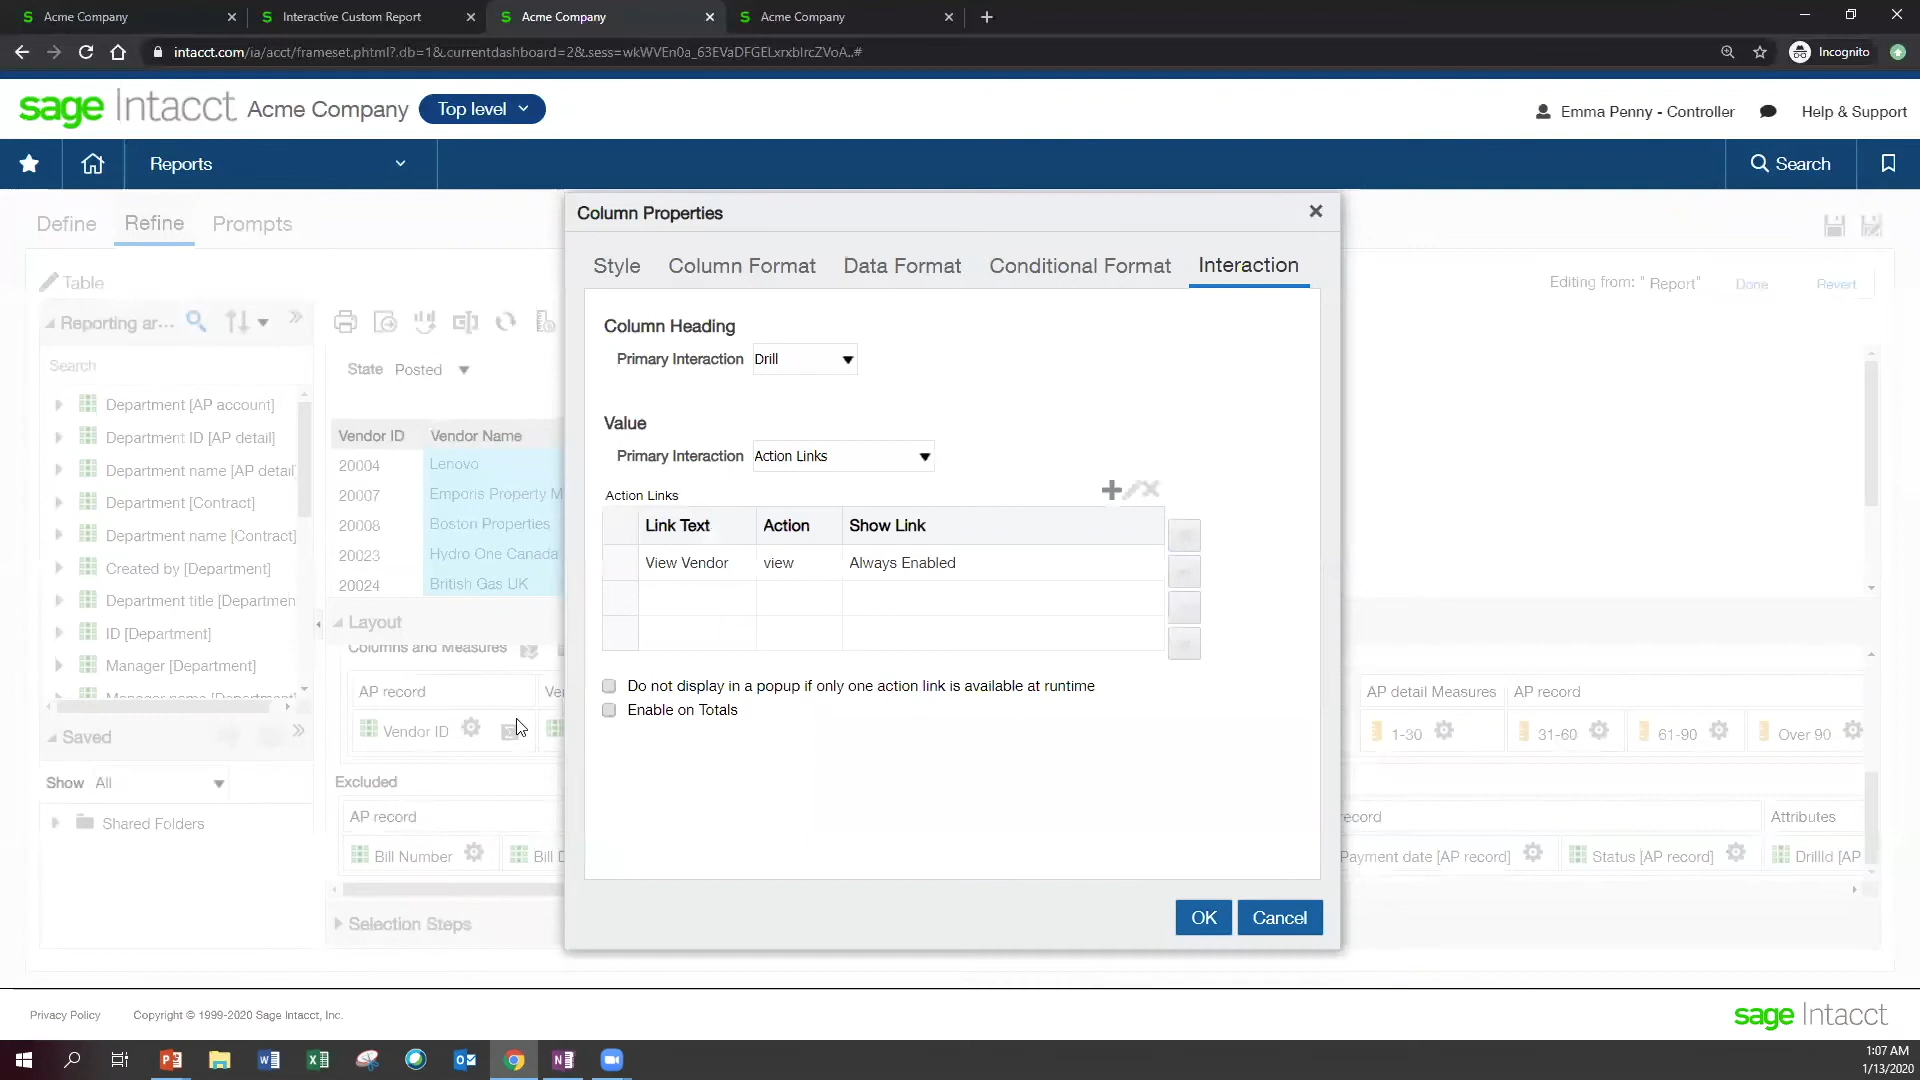 Acme Company
Interactive Custom Report
Acme Company
Acme Company
intacct.com/ia/acct/frameset.phtml?.db=1&.currentdashboard=2&.sess=wkWVEn0a_63EVaDFGELxrxbIrcZVoA..#
Incognito
sage Intacct Acme Company Top level
Emma Penny - Controller Help & Support
Reports
Search
Define Refine Prompts
Table
Editing from: " Report" Done Revert
Reporting ar...
Search
Department [AP account]
Department ID [AP detail]
Department name [AP detail
Department [Contract]
Department name [Contract]
Created by [Department]
Department title [Departmen
ID [Department]
Manager [Department]
Manager name [Department]
Saved
Show All
Shared Folders
State Posted
Vendor ID Vendor Name
20004 Lenovo
20007 Emporis Property M
20008 Boston Properties
20023 Hydro One Canada
20024 British Gas UK
Layout
Columns and Measures
AP record Ver
Vendor ID
Excluded
AP record
Bill Number Bill D
Selection Steps
Column Properties
Style Column Format Data Format Conditional Format Interaction
Column Heading
Primary Interaction Drill
Value
Primary Interaction Action Links
Action Links
Link Text Action Show Link
View Vendor view Always Enabled
Do not display in a popup if only one action link is available at runtime
Enable on Totals
OK Cancel
AP detail Measures AP record
1-30 31-60 61-90 Over 90
ecord Attributes
Payment date [AP record] Status [AP record] DrillId [AP
Privacy Policy Copyright © 1999-2020 Sage Intacct, Inc.
sage Intacct
1:07 AM
1/13/2020